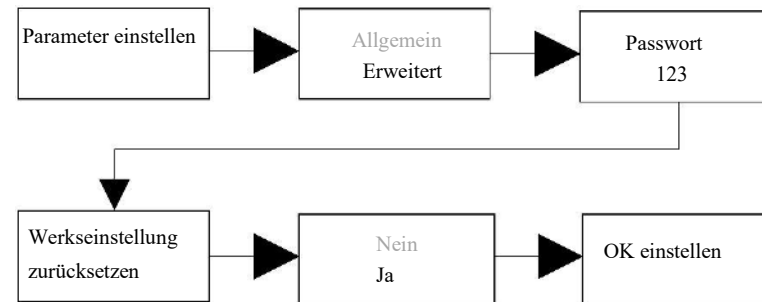 Parameter einstellen
Allgemein
Erweitert
Passwort
123
Werkseinstellung
zurücksetzen
Nein
Ja
OK einstellen